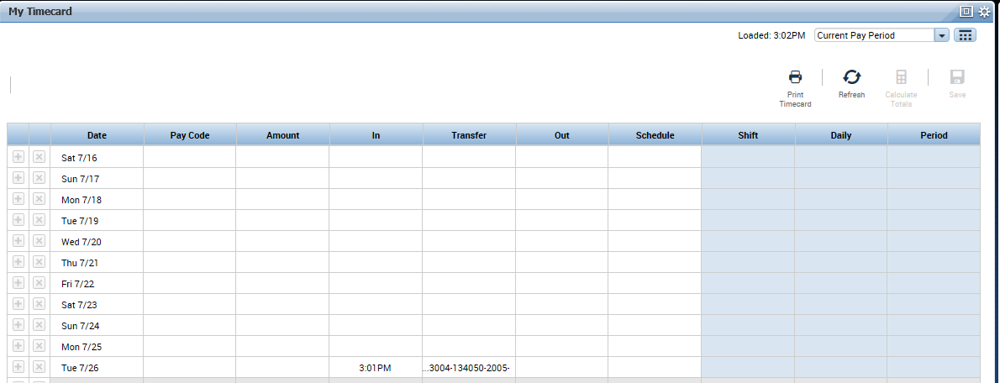 My Timecard
Loaded: 3:02PM Current Pay Period
Print Timecard Refresh Calculate Totals Save
Date Pay Code Amount In Transfer Out Schedule Shift Daily Period
Sat 7/16
Sun 7/17
Mon 7/18
Tue 7/19
Wed 7/20
Thu 7/21
Fri 7/22
Sat 7/23
Sun 7/24
Mon 7/25
Tue 7/26 3:01PM ...3004-134050-2005-